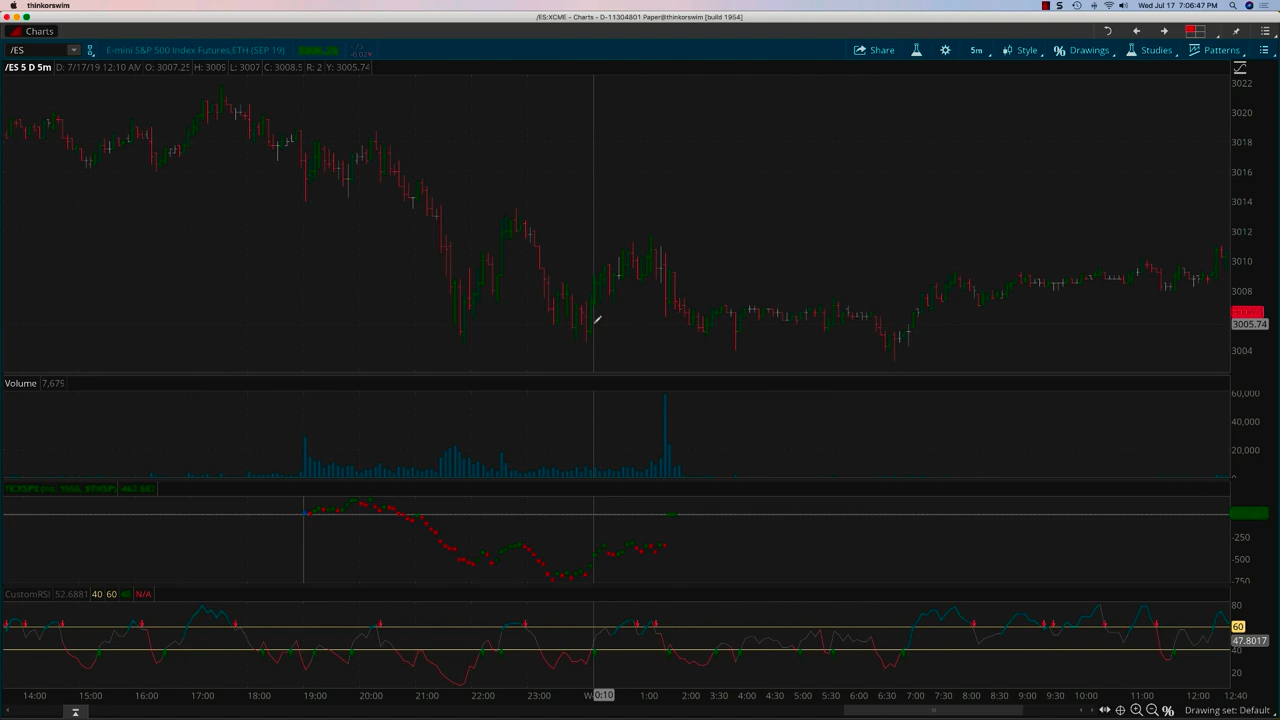 thinkorswim
Wed Jul 17 7:06:47 PM
/ES:XCME - Charts - D-11304801 Paper@thinkorswim [build 1954]
Charts
/ES E-mini S&P 500 Index Futures,ETH (SEP 19) Share 5m Style Drawings Studies Patterns
/ES 5 D 5m D: 7/17/19 12:10 AM O: 3007.25 H: 3009 L: 3007 C: 3008.5 R: 2 Y: 3005.74
3022
3020
3018
3016
3014
3012
3010
3008
3005.74
3004
Volume 7,679
60,000
40,000
20,000
0
-250
-500
-750
CustomRSI 52.6881 40 60 N/A
80
60
47.8017
40
20
14:00 15:00 16:00 17:00 18:00 19:00 20:00 21:00 22:00 23:00 W 0:10 1:00 2:00 3:30 4:00 4:30 5:00 5:30 6:00 6:30 7:00 7:30 8:00 8:30 9:00 9:30 10:00 11:00 12:00 12:40
Drawing set: Default